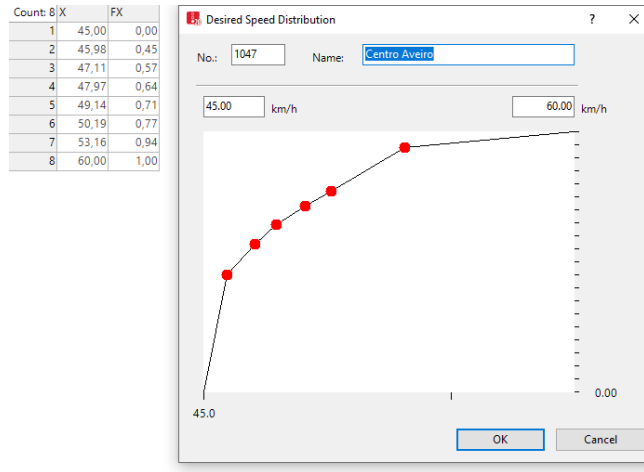 Count: 8 X FX
1 45,00 0,00
2 45,98 0,45
3 47,11 0,57
4 47,97 0,64
5 49,14 0,71
6 50,19 0,77
7 53,16 0,94
8 60,00 1,00
Desired Speed Distribution ? X
No.: 1047 Name: Centro Aveiro
45.00 km/h 60.00 km/h
0.00
45.0
OK Cancel